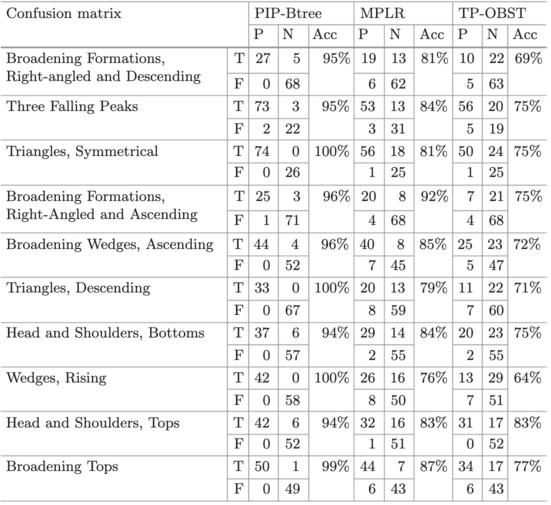 Confusion matrix PIP-Btree MPLR TP-OBST
P N Acc P N Acc P N Acc
Broadening Formations, T 27 5 95% 19 13 81% 10 22 69%
Right-angled and Descending F 0 68 6 62 5 63
Three Falling Peaks T 73 3 95% 53 13 84% 56 20 75%
F 2 22 3 31 5 19
Triangles, Symmetrical T 74 0 100% 56 18 81% 50 24 75%
F 0 26 1 25 1 25
Broadening Formations, T 25 3 96% 20 8 92% 7 21 75%
Right-Angled and Ascending F 1 71 4 68 4 68
Broadening Wedges, Ascending T 44 4 96% 40 8 85% 25 23 72%
F 0 52 7 45 5 47
Triangles, Descending T 33 0 100% 20 13 79% 11 22 71%
F 0 67 8 59 7 60
Head and Shoulders, Bottoms T 37 6 94% 29 14 84% 20 23 75%
F 0 57 2 55 2 55
Wedges, Rising T 42 0 100% 26 16 76% 13 29 64%
F 0 58 8 50 7 51
Head and Shoulders, Tops T 42 6 94% 32 16 83% 31 17 83%
F 0 52 1 51 0 52
Broadening Tops T 50 1 99% 44 7 87% 34 17 77%
F 0 49 6 43 6 43